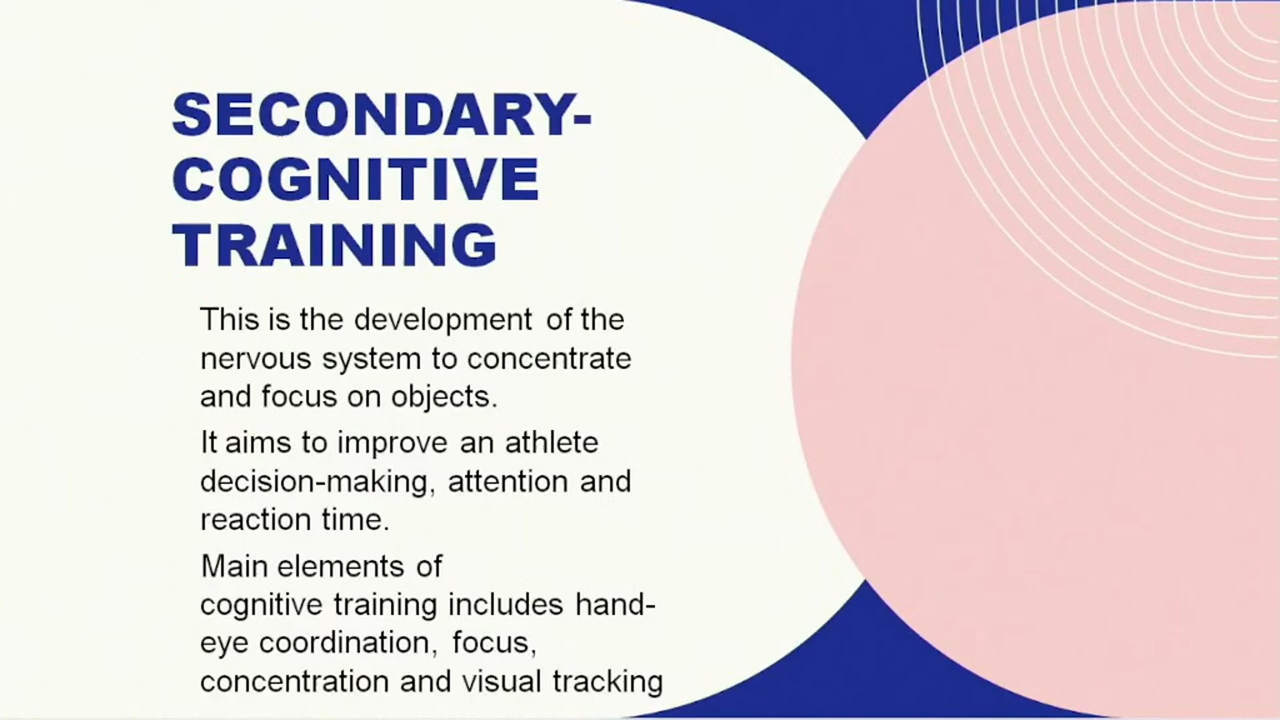 SECONDARY-
COGNITIVE
TRAINING
This is the development of the
nervous system to concentrate
and focus on objects.
It aims to improve an athlete
decision-making, attention and
reaction time.
Main elements of
cognitive training includes hand-
eye coordination, focus,
concentration and visual tracking